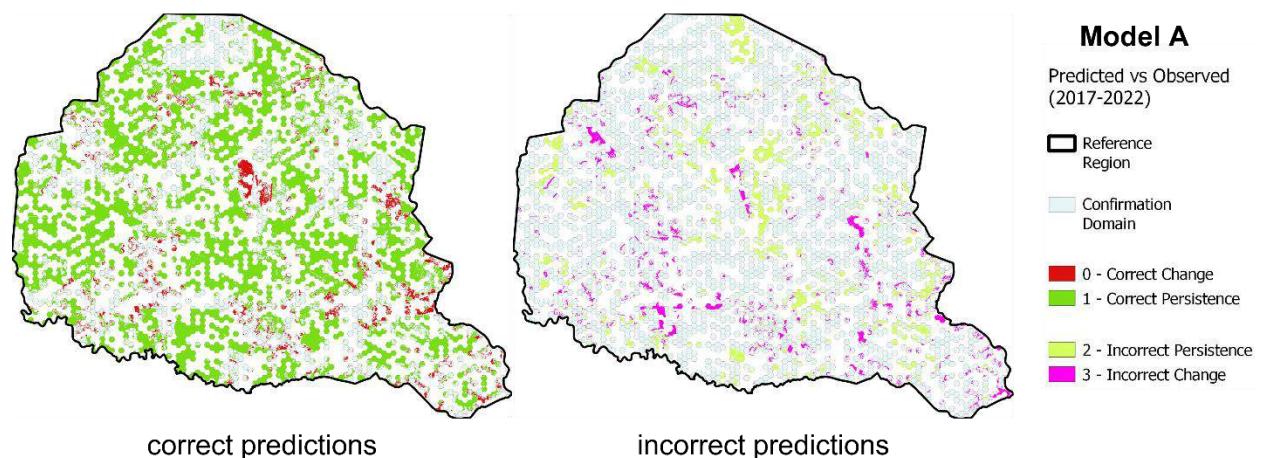 Model A
Predicted vs Observed
(2017-2022)
Reference
Region
Confirmation
Domain
0 - Correct Change
1 - Correct Persistence
2 - Incorrect Persistence
3 - Incorrect Change
correct predictions
incorrect predictions